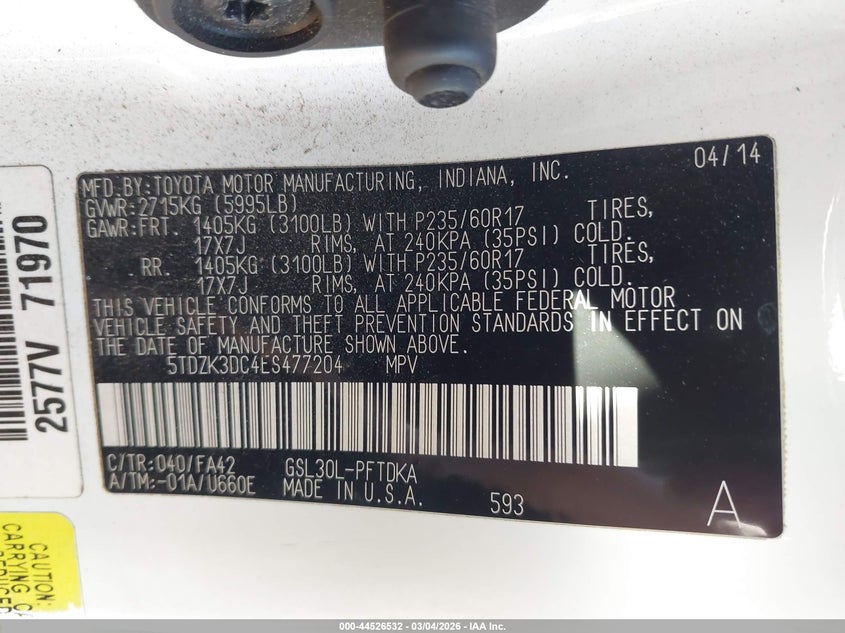 04/14
MFD.BY:TOYOTA MOTOR MANUFACTURING, INDIANA, INC.
GVWR:2715KG (5995LB)
GAWR:FRT. 1405KG (3100LB) WITH P235/60R17 TIRES,
17X7J RIMS, AT 240KPA (35PSI) COLD.
RR. 1405KG (3100LB) WITH P235/60R17 TIRES,
17X7J RIMS, AT 240KPA (35PSI) COLD.
THIS VEHICLE CONFORMS TO ALL APPLICABLE FEDERAL MOTOR
VEHICLE SAFETY AND THEFT PREVENTION STANDARDS IN EFFECT ON
THE DATE OF MANUFACTURE SHOWN ABOVE.
5TDZK3DC4ES477204 MPV
C/TR:040/FA42 GSL30L-PFTDKA
A/TM:-01A/U660E MADE IN U.S.A. 593 A
2577V 71970
CAUTION:
CARRYING
REDUCED
000-44526532 — 03/04/2026 — IAA Inc.